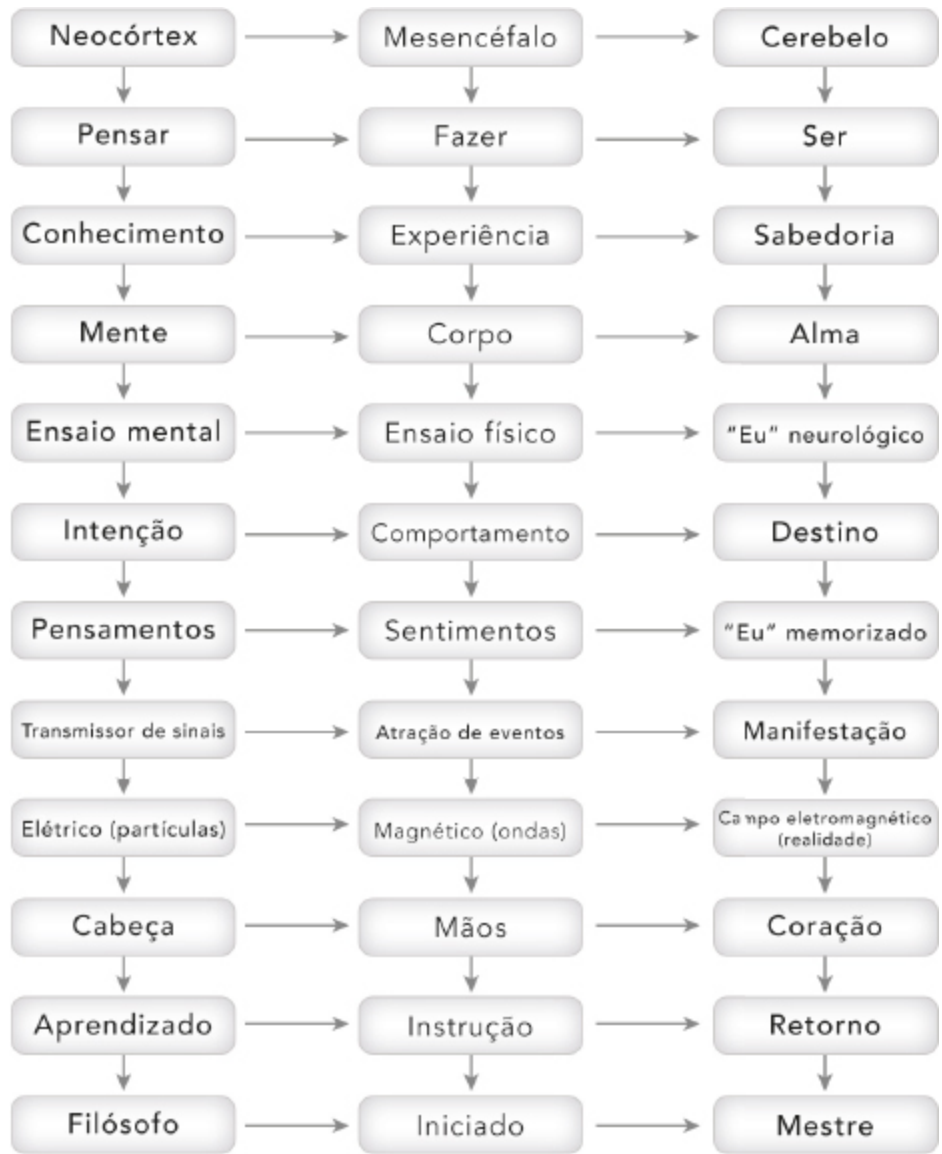 Neocórtex
Mesencéfalo
Cerebelo
Pensar
Fazer
Ser
Conhecimento
Experiência
Sabedoria
Mente
Corpo
Alma
Ensaio mental
Ensaio físico
"Eu" neurológico
Intenção
Comportamento
Destino
Pensamentos
Sentimentos
"Eu" memorizado
Transmissor de sinais
Atração de eventos
Manifestação
Elétrico (partículas)
Magnético (ondas)
Campo eletromagnético
(realidade)
Cabeça
Mãos
Coração
Aprendizado
Instrução
Retorno
Filósofo
Iniciado
Mestre